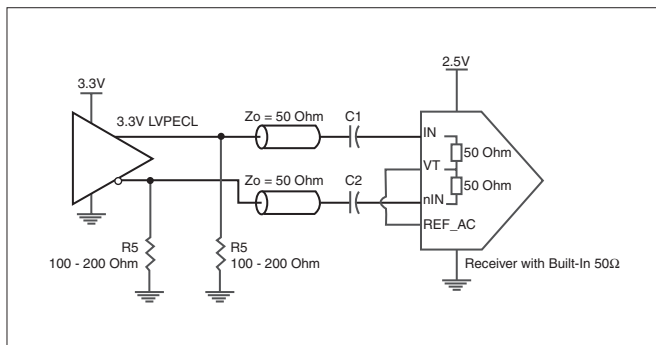 2.5V
3.3V
3.3V LVPECL
Zo = 50 Ohm
C1
IN
50 Ohm
VT
Zo = 50 Ohm
C2
50 Ohm
nIN
REF_AC
R5
100 - 200 Ohm
R5
100 - 200 Ohm
Receiver with Built-In 50Ω